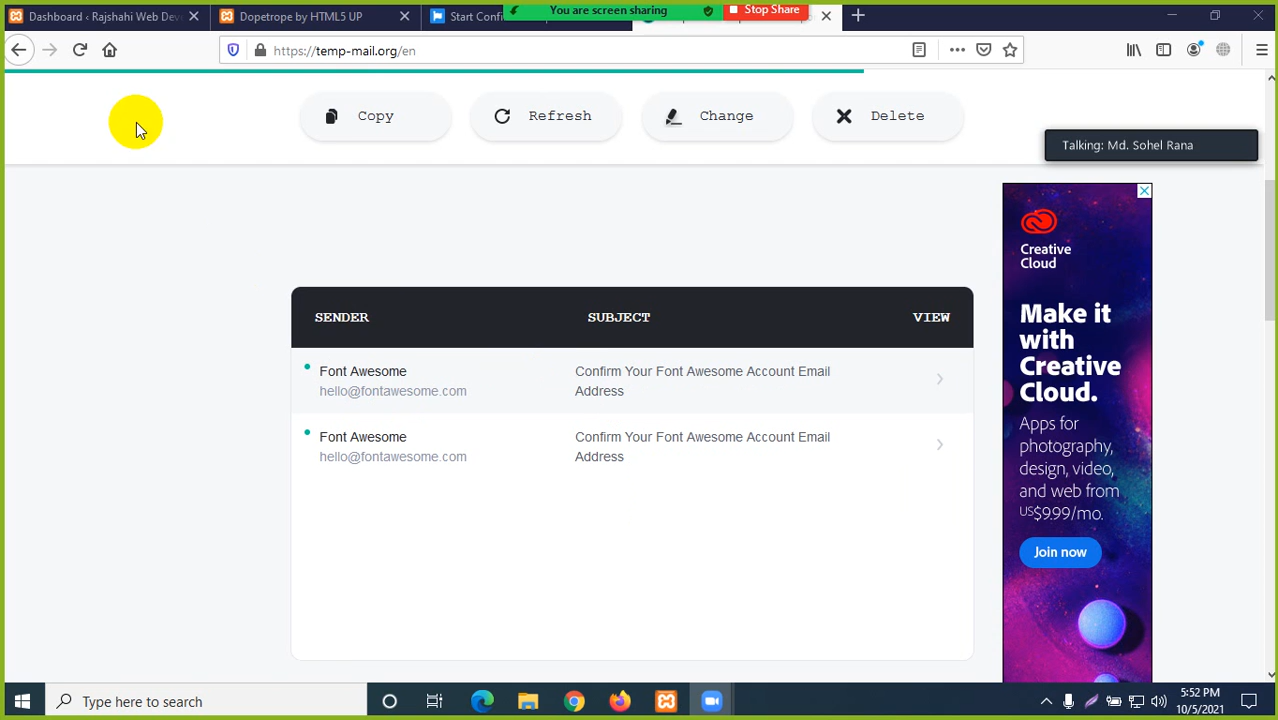 Dashboard ‹ Rajshahi Web Dev
Dopetrope by HTML5 UP
Start Confi
You are screen sharing
Stop Share
https://temp-mail.org/en
Copy
Refresh
Change
Delete
Talking: Md. Sohel Rana
SENDER
SUBJECT
VIEW
Font Awesome
hello@fontawesome.com
Confirm Your Font Awesome Account Email
Address
Font Awesome
hello@fontawesome.com
Confirm Your Font Awesome Account Email
Address
Creative
Cloud
Make it
with
Creative
Cloud.
Apps for
photography,
design, video,
and web from
US$9.99/mo.
Join now
Type here to search
5:52 PM
10/5/2021